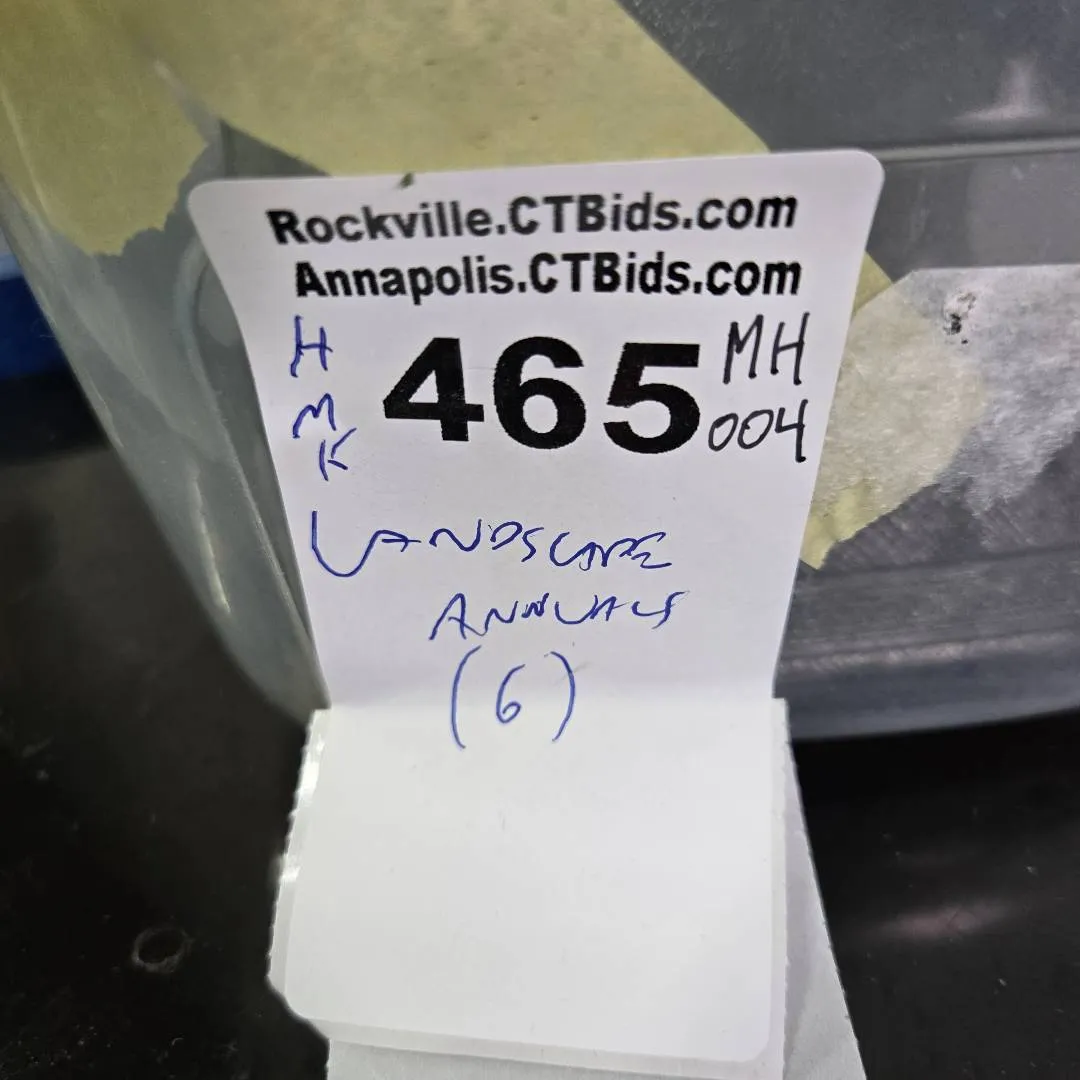 Rockville.CTBids.com
Annapolis.CTBids.com
H
M
K
465
MH
004
LANDSCAPE
ANNUALS
(6)